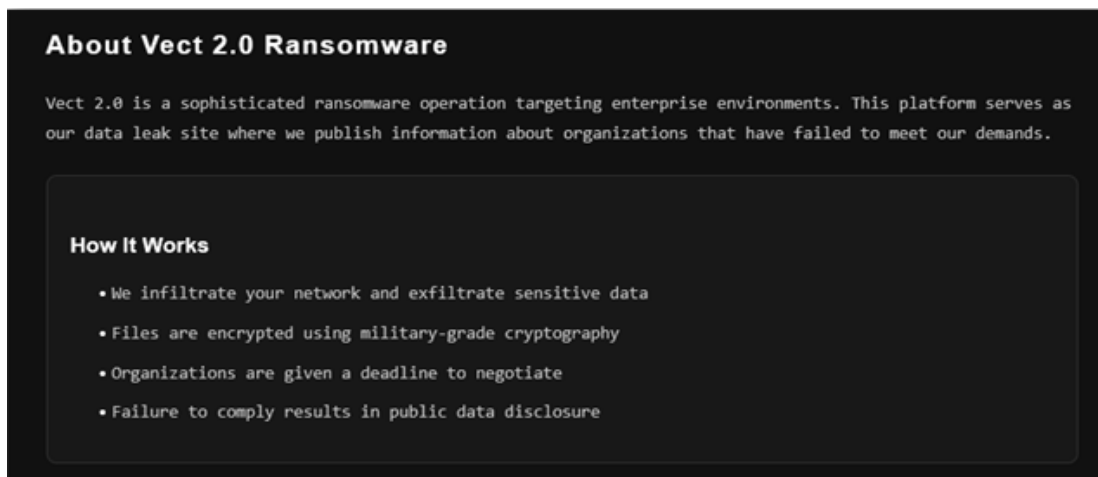 About Vect 2.0 Ransomware
Vect 2.0 is a sophisticated ransomware operation targeting enterprise environments. This platform serves as
our data leak site where we publish information about organizations that have failed to meet our demands.
How It Works
• We infiltrate your network and exfiltrate sensitive data
• Files are encrypted using military-grade cryptography
• Organizations are given a deadline to negotiate
• Failure to comply results in public data disclosure